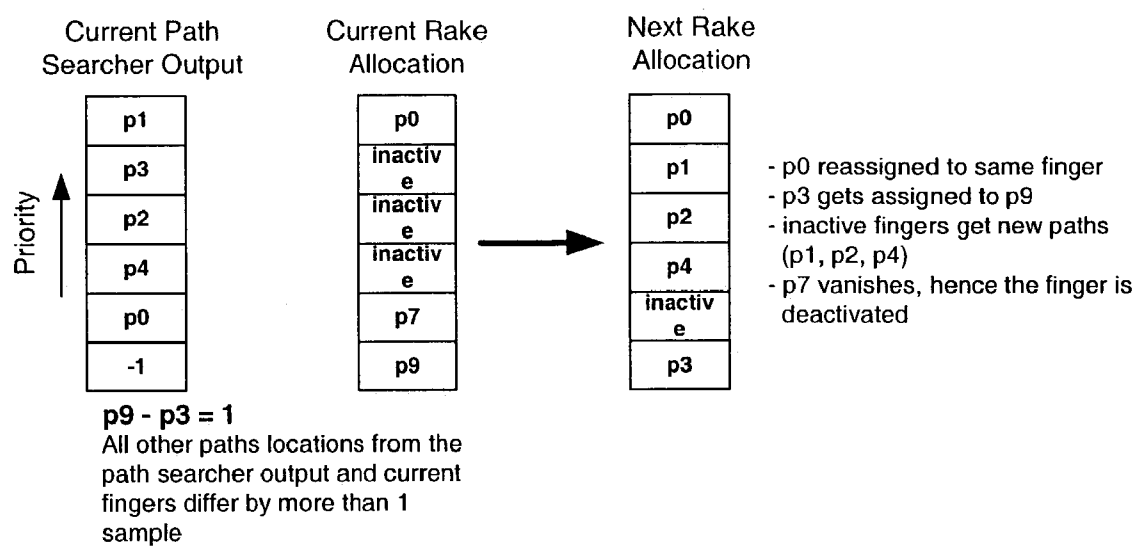 Current Path
Searcher Output
Current Rake
Allocation
Next Rake
Allocation
Priority
p1
p3
p2
p4
p0
-1
p0
inactiv
e
inactiv
e
inactiv
e
p7
p9
p0
p1
p2
p4
inactiv
e
p3
- p0 reassigned to same finger
- p3 gets assigned to p9
- inactive fingers get new paths
(p1, p2, p4)
- p7 vanishes, hence the finger is
deactivated
p9 - p3 = 1
All other paths locations from the
path searcher output and current
fingers differ by more than 1
sample